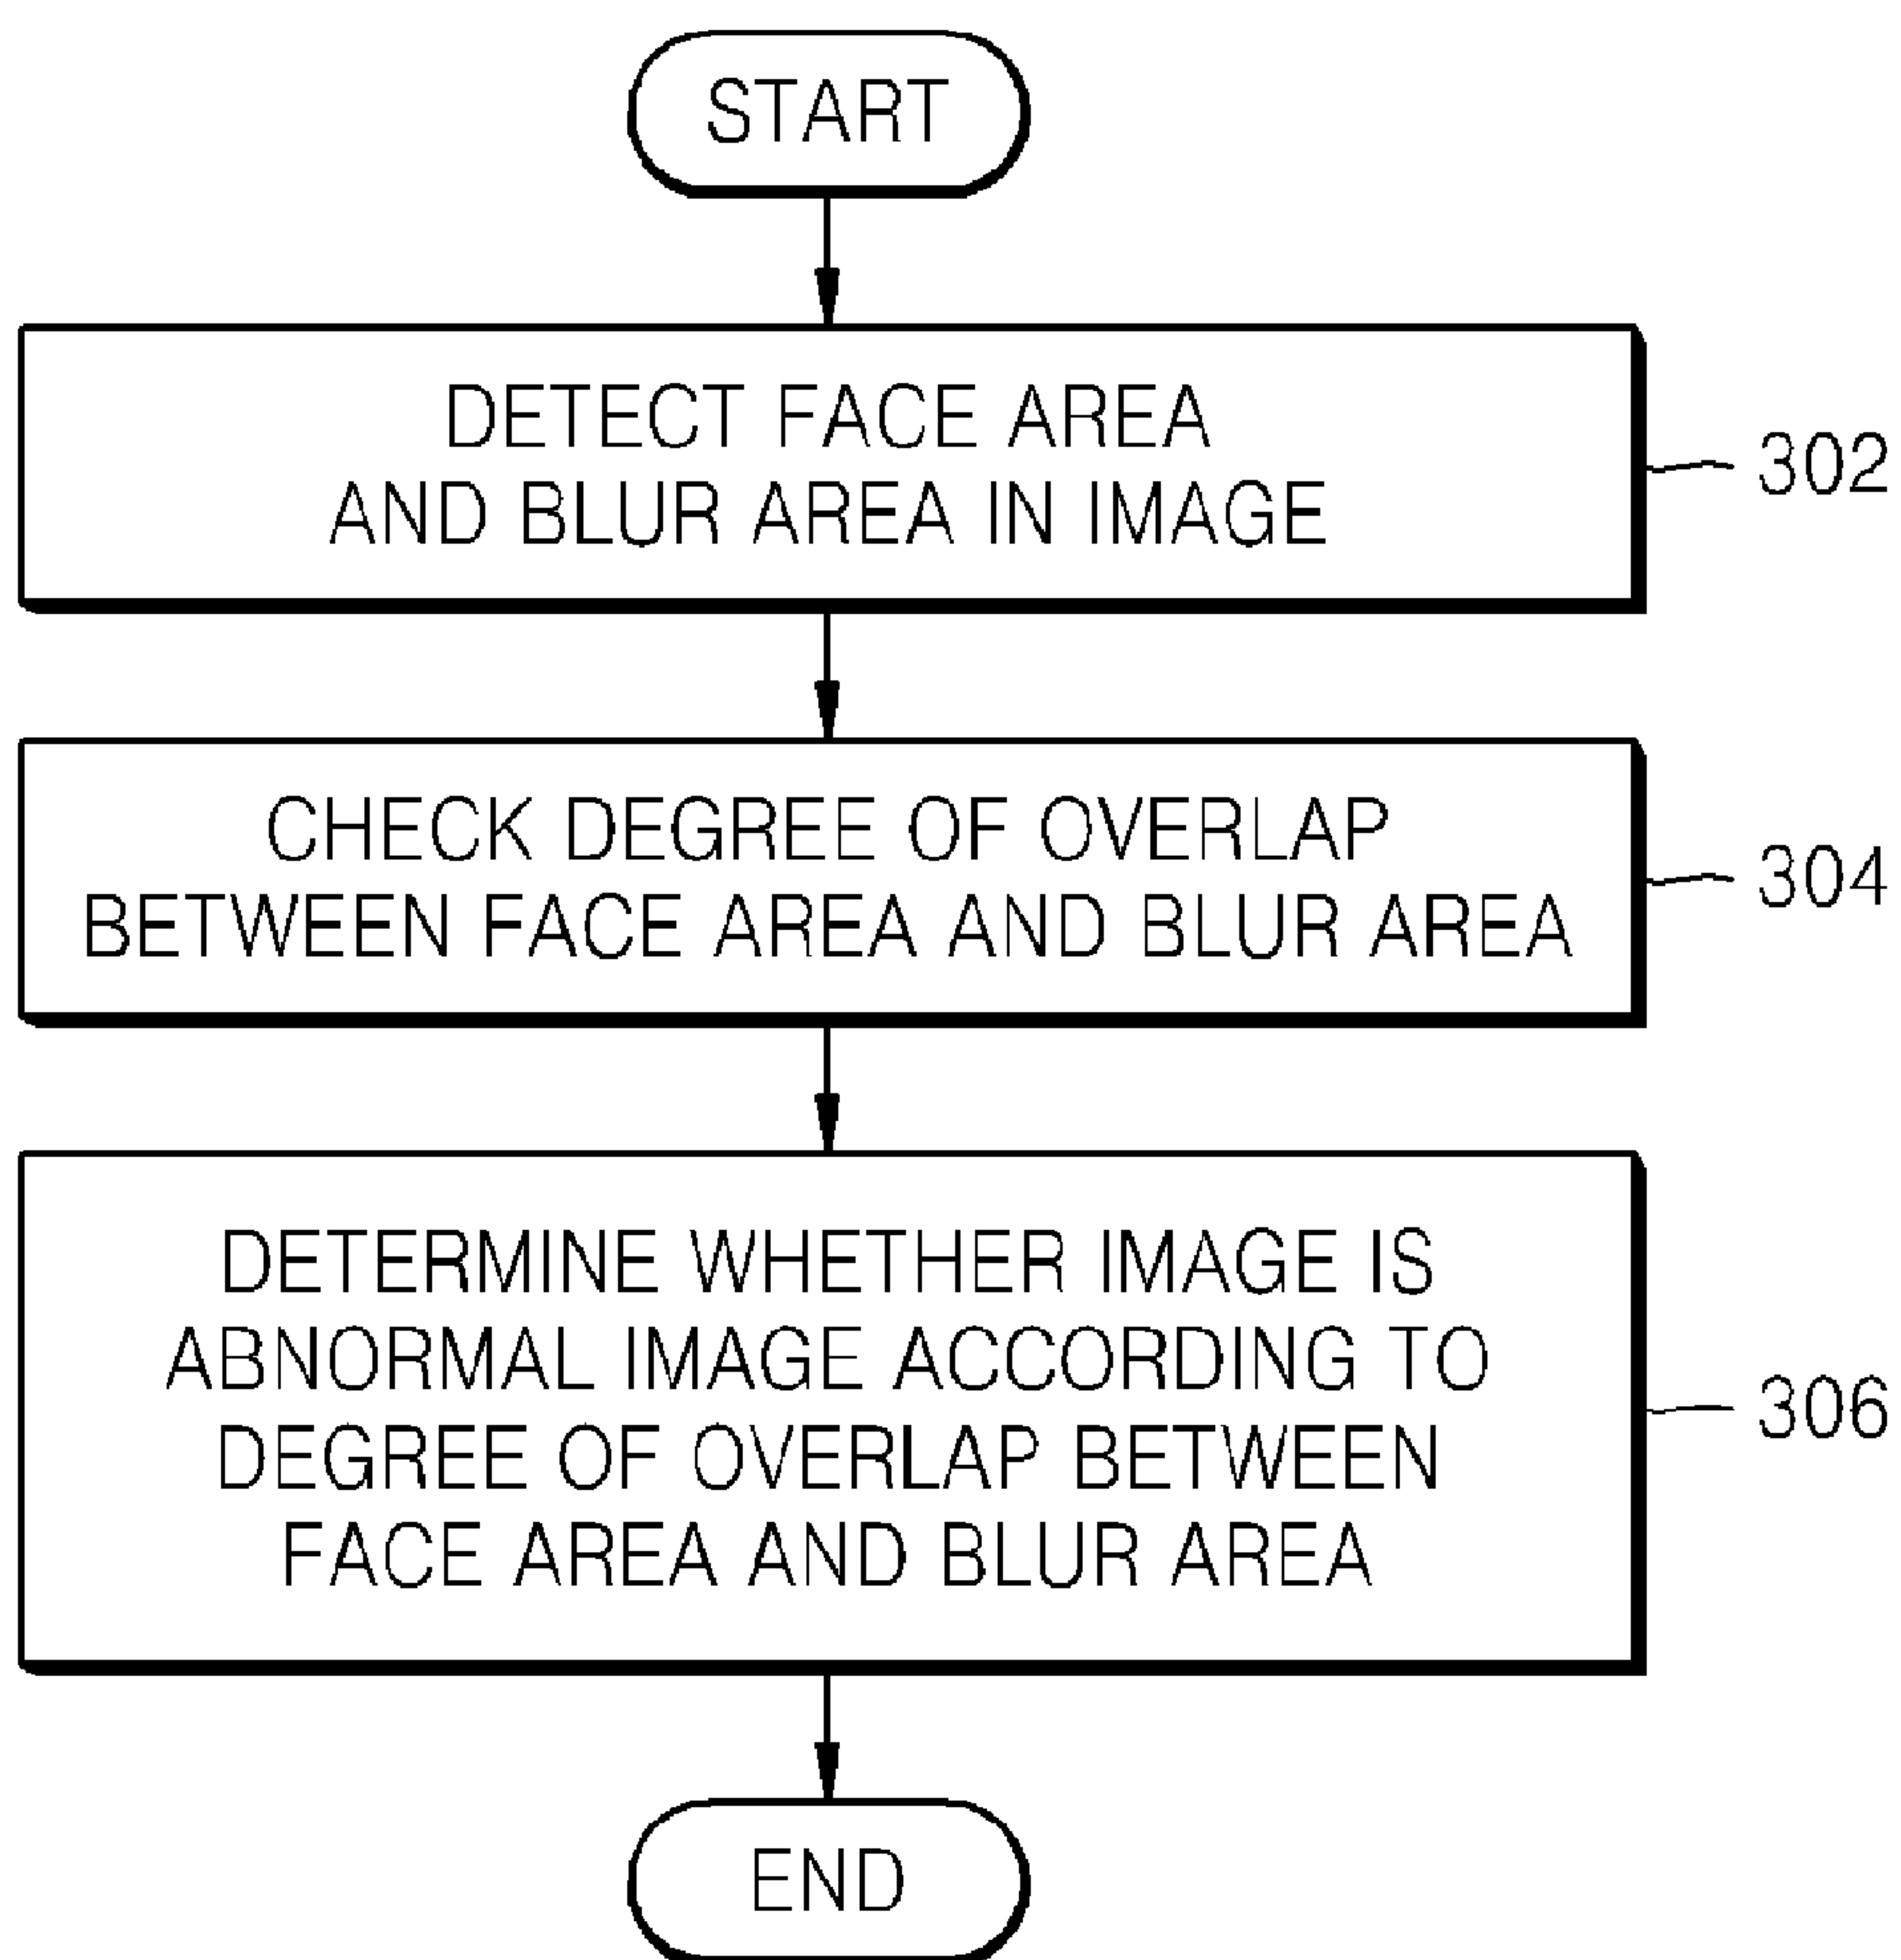 START
DETECT FACE AREA
AND BLUR AREA IN IMAGE
302
CHECK DEGREE OF OVERLAP
BETWEEN FACE AREA AND BLUR AREA
304
DETERMINE WHETHER IMAGE IS
ABNORMAL IMAGE ACCORDING TO
DEGREE OF OVERLAP BETWEEN
FACE AREA AND BLUR AREA
306
END